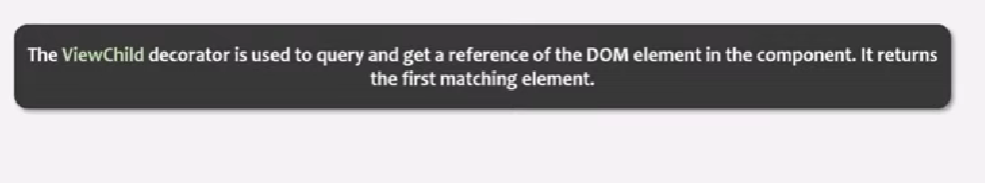 The ViewChild decorator is used to query and get a reference of the DOM element in the component. It returns
the first matching element.